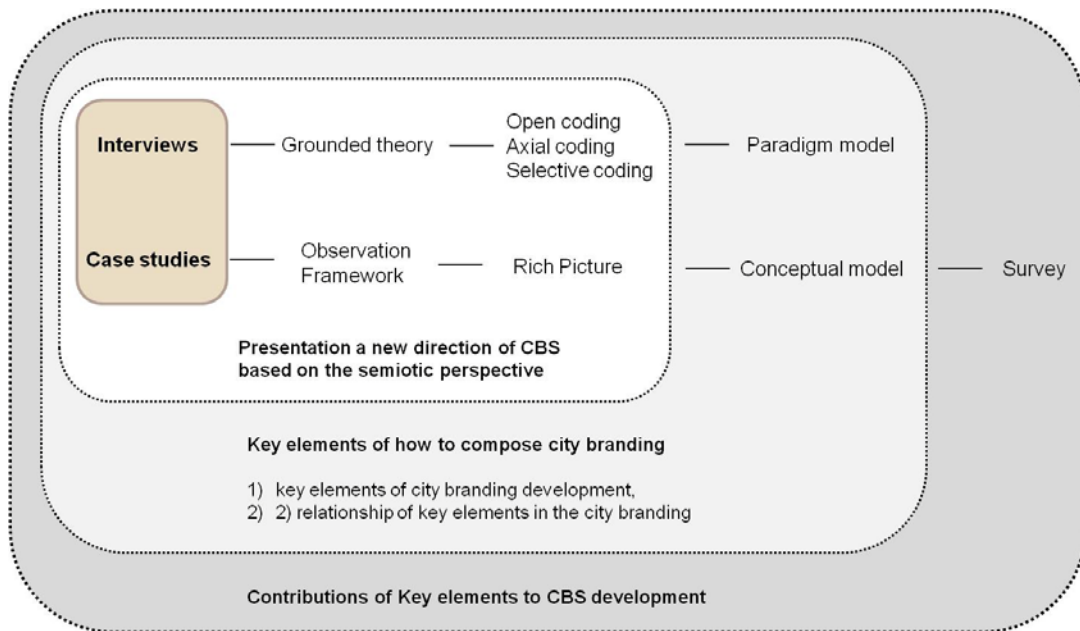 Interviews
Grounded theory
Open coding
Axial coding
Selective coding
Paradigm model
Case studies
Observation
Framework
Rich Picture
Conceptual model
Survey
Presentation a new direction of CBS
based on the semiotic perspective
Key elements of how to compose city branding
1) key elements of city branding development,
2) 2) relationship of key elements in the city branding
Contributions of Key elements to CBS development